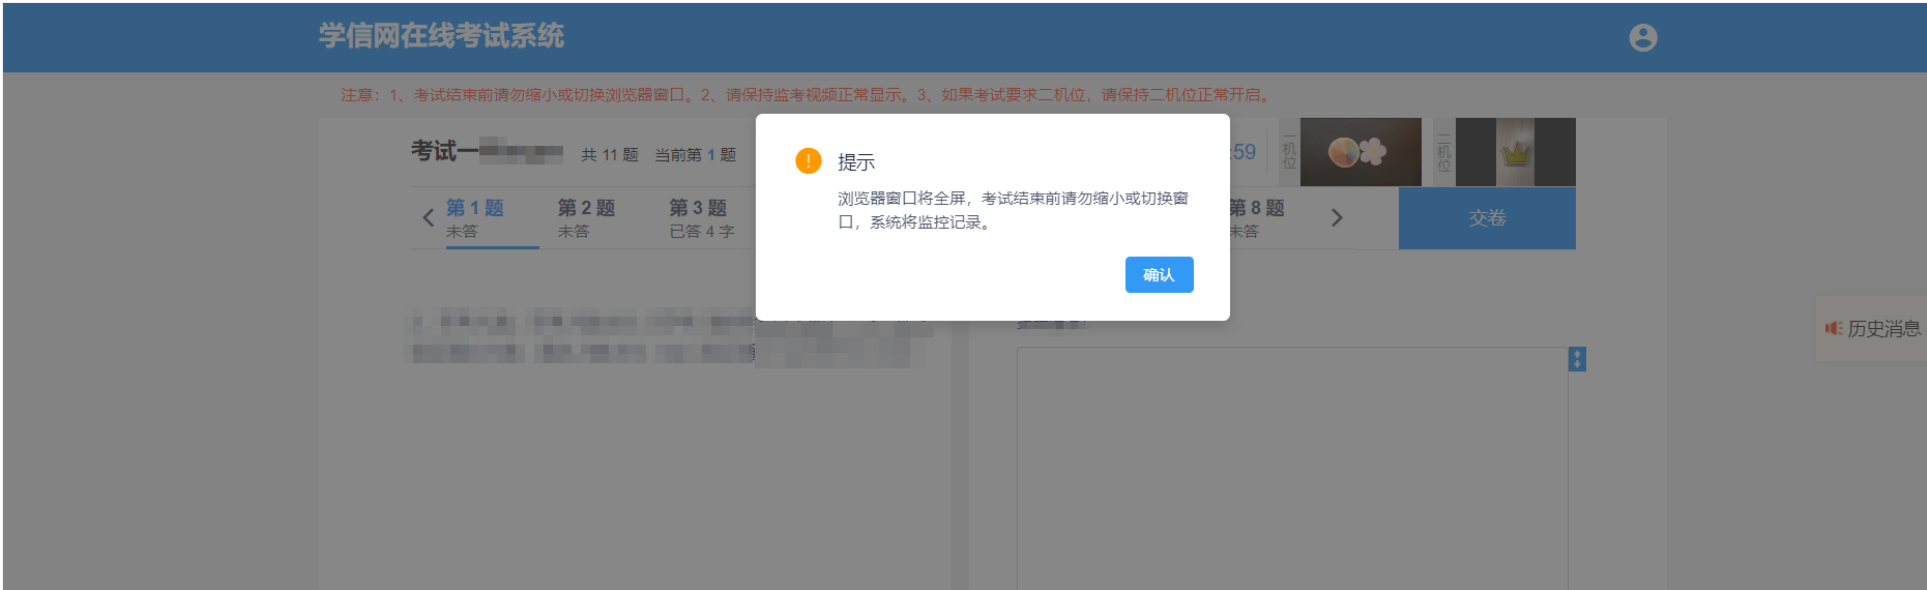 学信网在线考试系统
注意：1、考试结束前请勿缩小或切换浏览器窗口。2、请保持监考视频正常显示。3、如果考试要求二机位，请保持二机位正常开启。
考试一 共 11 题 当前第 1 题
:59
一机位
二机位
提示
浏览器窗口将全屏，考试结束前请勿缩小或切换窗
口，系统将监控记录。
确认
第 1 题
未答
第 2 题
未答
第 3 题
已答 4 字
第 8 题
未答
交卷
历史消息